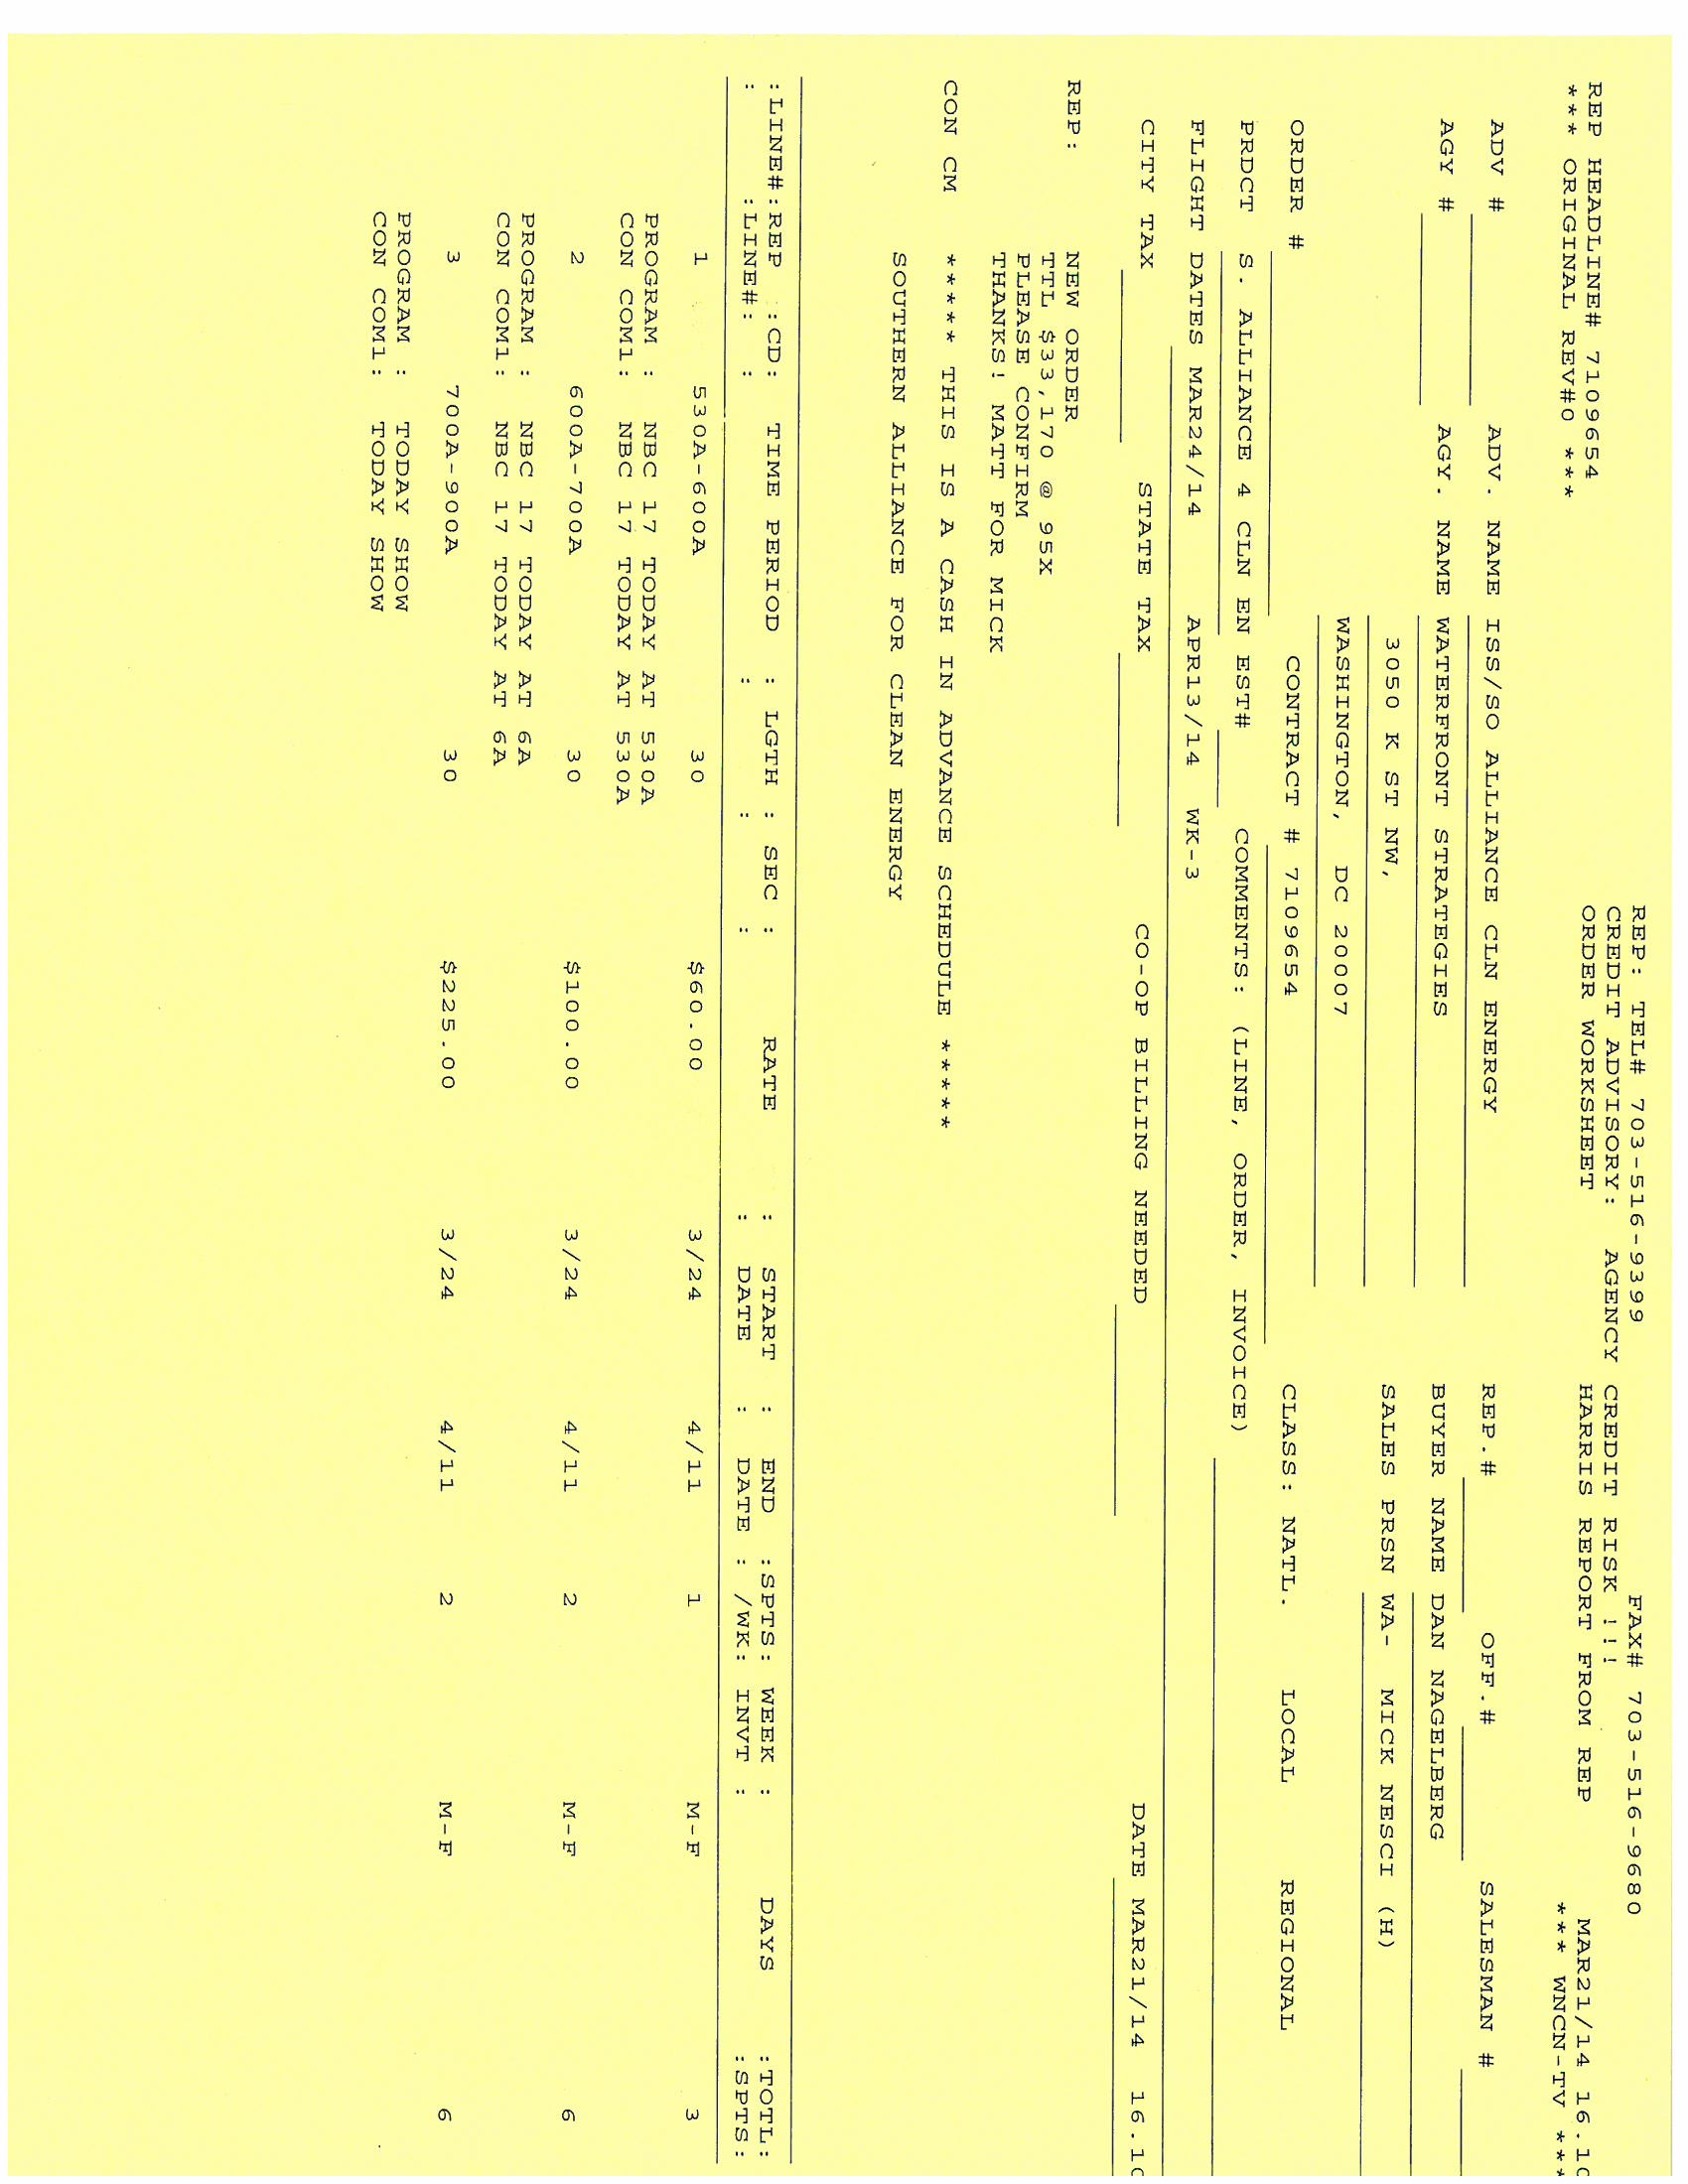 REP: TEL# 703-516-9399 FAX# 703-516-9680
CREDIT ADVISORY: AGENCY CREDIT RISK !!!
REP HEADLINE# 7109654 ORDER WORKSHEET HARRIS REPORT FROM REP MAR21/14 16.10
*** ORIGINAL REV#0 *** *** WNCN-TV ***
ADV # ADV. NAME ISS/SO ALLIANCE CLN ENERGY REP.# OFF.# SALESMAN #
AGY # AGY. NAME WATERFRONT STRATEGIES BUYER NAME DAN NAGELBERG
3050 K ST NW, SALES PRSN WA- MICK NESCI (H)
WASHINGTON, DC 20007
ORDER # CONTRACT # 7109654 CLASS: NATL. LOCAL REGIONAL
PRDCT S. ALLIANCE 4 CLN EN EST# COMMENTS: (LINE, ORDER, INVOICE)
FLIGHT DATES MAR24/14 APR13/14 WK-3
CITY TAX STATE TAX CO-OP BILLING NEEDED DATE MAR21/14 16.10
REP: NEW ORDER
TTL $33,170 @ 95X
PLEASE CONFIRM
THANKS! MATT FOR MICK
CON CM ***** THIS IS A CASH IN ADVANCE SCHEDULE *****
SOUTHERN ALLIANCE FOR CLEAN ENERGY
:LINE#:REP :CD: TIME PERIOD : LGTH : SEC : RATE : START : END :SPTS: WEEK : DAYS :TOTL:
: :LINE#: : : : : : DATE : DATE : /WK: INVT : :SPTS:
1 530A-600A 30 $60.00 3/24 4/11 1 M-F 3
PROGRAM : NBC 17 TODAY AT 530A
CON COM1: NBC 17 TODAY AT 530A
2 600A-700A 30 $100.00 3/24 4/11 2 M-F 6
PROGRAM : NBC 17 TODAY AT 6A
CON COM1: NBC 17 TODAY AT 6A
3 700A-900A 30 $225.00 3/24 4/11 2 M-F 6
PROGRAM : TODAY SHOW
CON COM1: TODAY SHOW